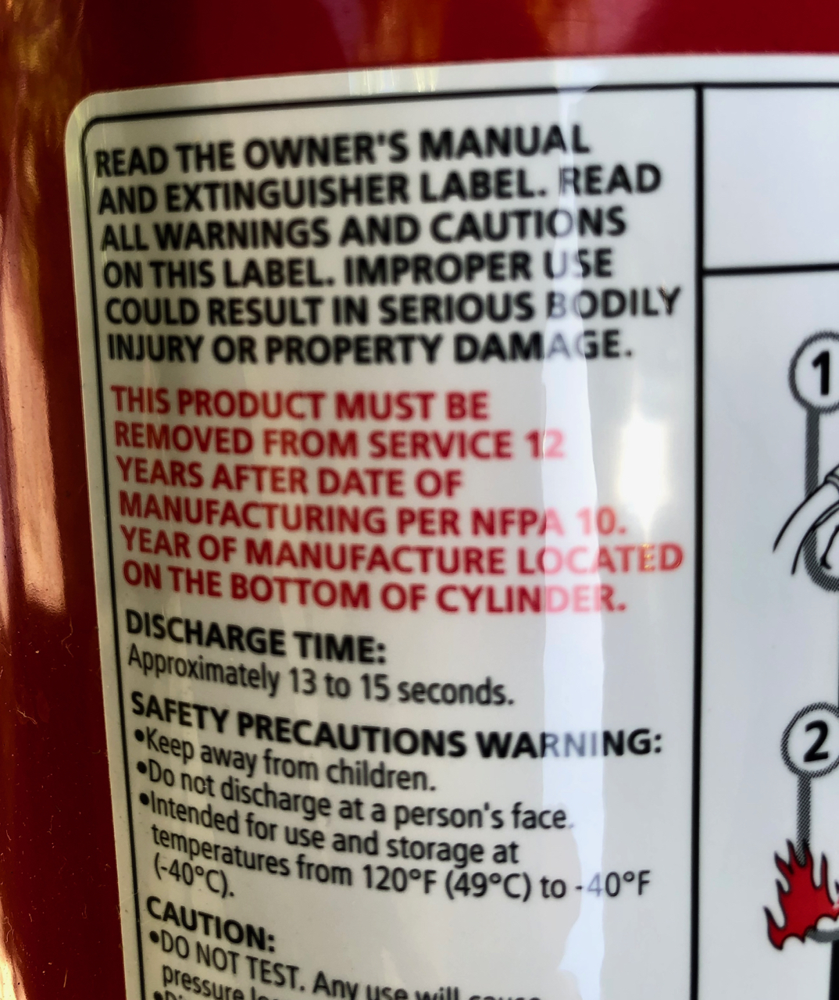 READ THE OWNER'S MANUAL
AND EXTINGUISHER LABEL. READ
ALL WARNINGS AND CAUTIONS
ON THIS LABEL. IMPROPER USE
COULD RESULT IN SERIOUS BODILY
INJURY OR PROPERTY DAMAGE.
THIS PRODUCT MUST BE
REMOVED FROM SERVICE 12
YEARS AFTER DATE OF
MANUFACTURING PER NFPA 10.
YEAR OF MANUFACTURE LOCATED
ON THE BOTTOM OF CYLINDER.
DISCHARGE TIME:
Approximately 13 to 15 seconds.
SAFETY PRECAUTIONS WARNING:
•Keep away from children.
•Do not discharge at a person's face.
•Intended for use and storage at
temperatures from 120°F (49°C) to -40°F
(-40°C).
CAUTION:
•DO NOT TEST. Any use will cause
pressure
1
2